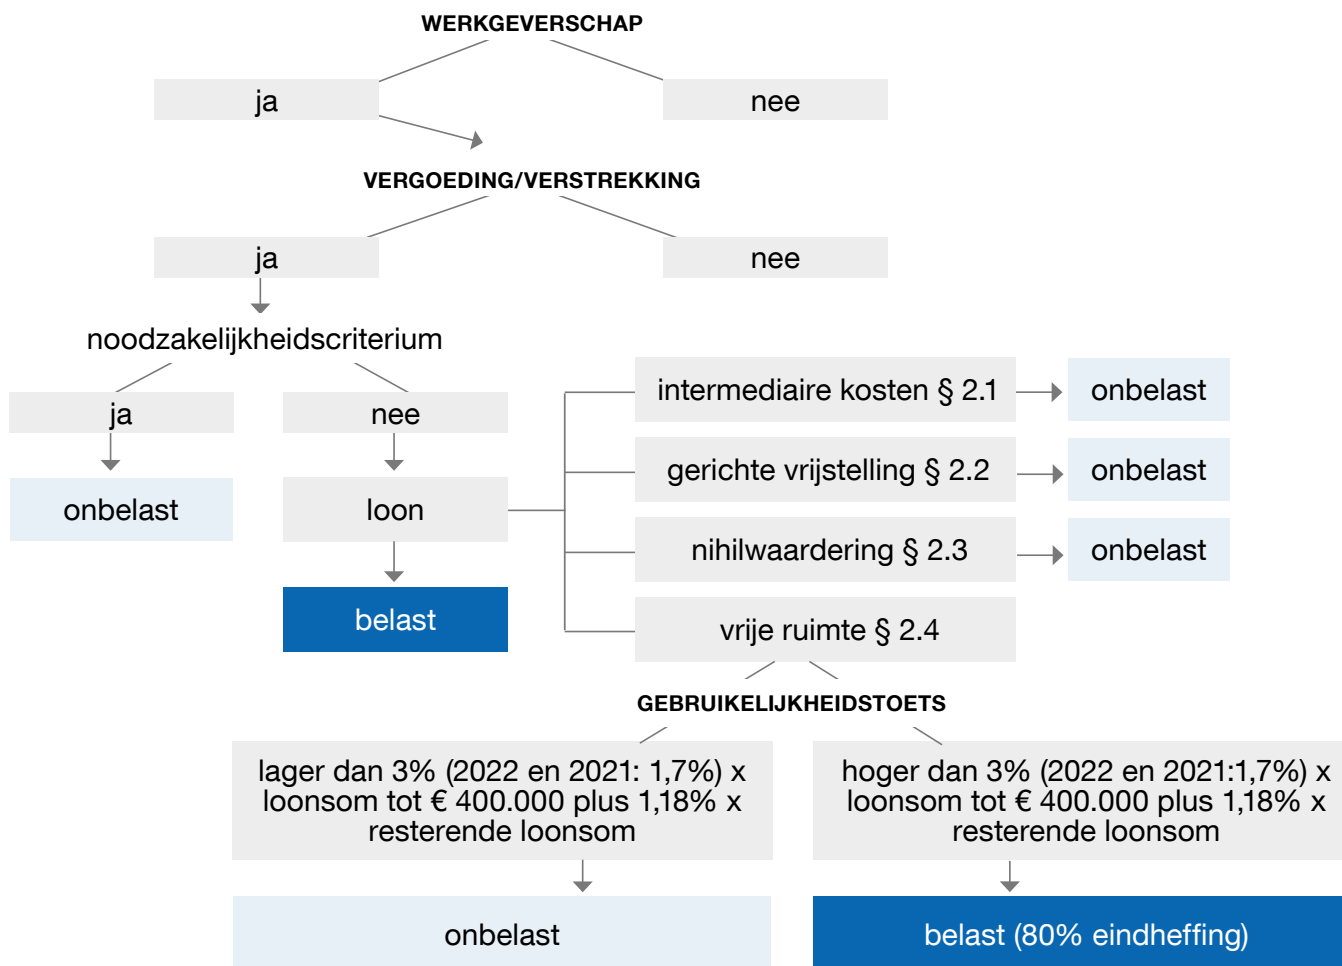 WERKGEVERSCHAP
ja
nee
VERGOEDING/VERSTREKKING
ja
nee
noodzakelijkheidscriterium
ja
nee
onbelast
loon
belast
intermediaire kosten § 2.1
onbelast
gerichte vrijstelling § 2.2
onbelast
nihilwaardering § 2.3
onbelast
vrije ruimte § 2.4
GEBRUIKELIJKHEIDSTOETS
lager dan 3% (2022 en 2021: 1,7%) x
loonsom tot € 400.000 plus 1,18% x
resterende loonsom
hoger dan 3% (2022 en 2021:1,7%) x
loonsom tot € 400.000 plus 1,18% x
resterende loonsom
onbelast
belast (80% eindheffing)